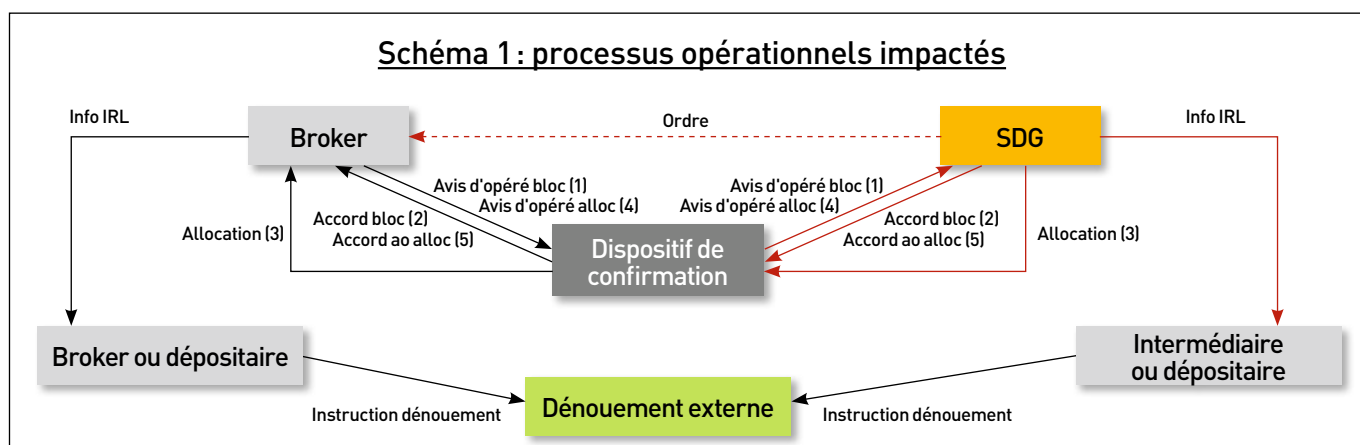 Schéma 1 : processus opérationnels impactés
Info IRL
Broker
Ordre
SDG
Info IRL
Avis d'opéré bloc (1)
Avis d'opéré alloc (4)
Avis d'opéré bloc (1)
Avis d'opéré alloc (4)
Allocation (3)
Accord bloc (2)
Accord ao alloc (5)
Dispositif de
confirmation
Accord bloc (2)
Accord ao alloc (5)
Allocation (3)
Broker ou dépositaire
Intermédiaire
ou dépositaire
Instruction dénouement
Dénouement externe
Instruction dénouement